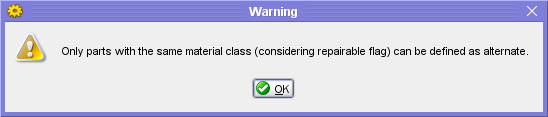 Warning
Only parts with the same material class (considering repairable flag) can be defined as alternate.
OK